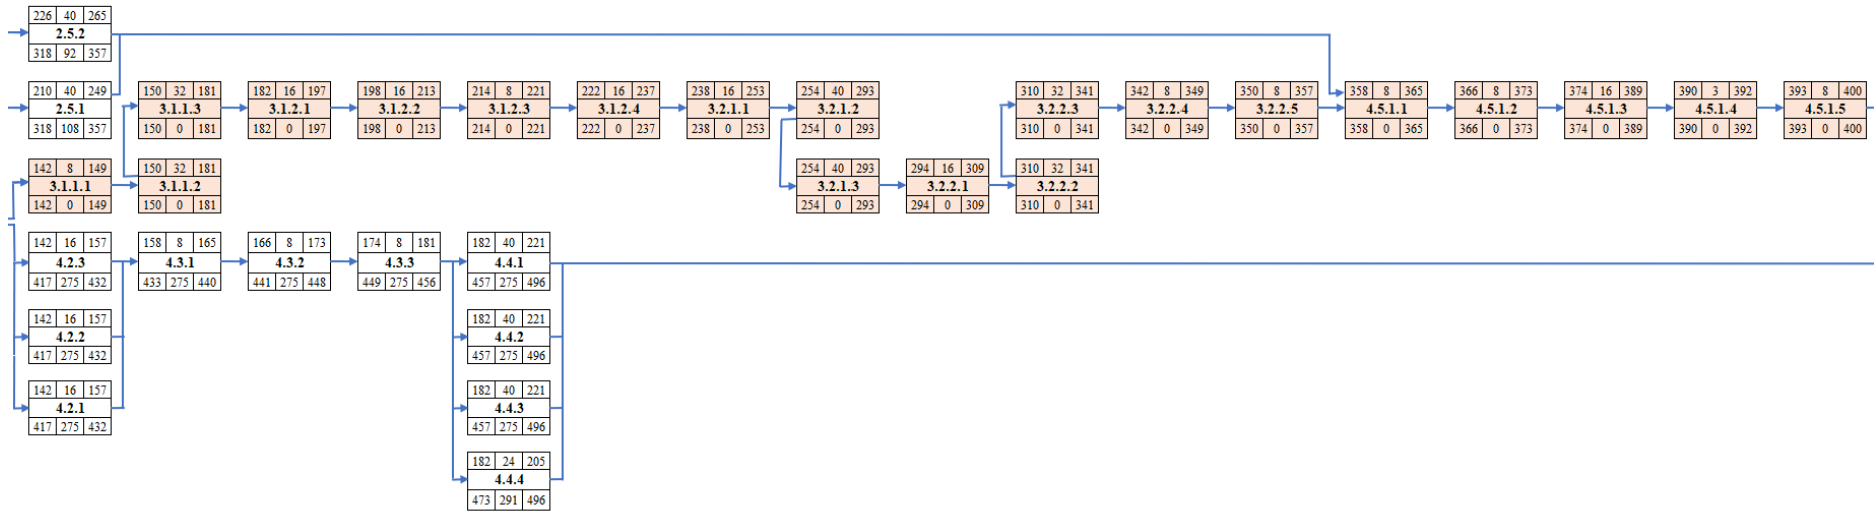 226 40 265
2.5.2
318 92 357
210 40 249
2.5.1
318 108 357
150 32 181
3.1.1.3
150 0 181
182 16 197
3.1.2.1
182 0 197
198 16 213
3.1.2.2
198 0 213
214 8 221
3.1.2.3
214 0 221
222 16 237
3.1.2.4
222 0 237
238 16 253
3.2.1.1
238 0 253
254 40 293
3.2.1.2
254 0 293
310 32 341
3.2.2.3
310 0 341
342 8 349
3.2.2.4
342 0 349
350 8 357
3.2.2.5
350 0 357
358 8 365
4.5.1.1
358 0 365
366 8 373
4.5.1.2
366 0 373
374 16 389
4.5.1.3
374 0 389
390 3 392
4.5.1.4
390 0 392
393 8 400
4.5.1.5
393 0 400
142 8 149
3.1.1.1
142 0 149
150 32 181
3.1.1.2
150 0 181
254 40 293
3.2.1.3
254 0 293
294 16 309
3.2.2.1
294 0 309
310 32 341
3.2.2.2
310 0 341
142 16 157
4.2.3
417 275 432
158 8 165
4.3.1
433 275 440
166 8 173
4.3.2
441 275 448
174 8 181
4.3.3
449 275 456
182 40 221
4.4.1
457 275 496
142 16 157
4.2.2
417 275 432
182 40 221
4.4.2
457 275 496
142 16 157
4.2.1
417 275 432
182 40 221
4.4.3
457 275 496
182 24 205
4.4.4
473 291 496